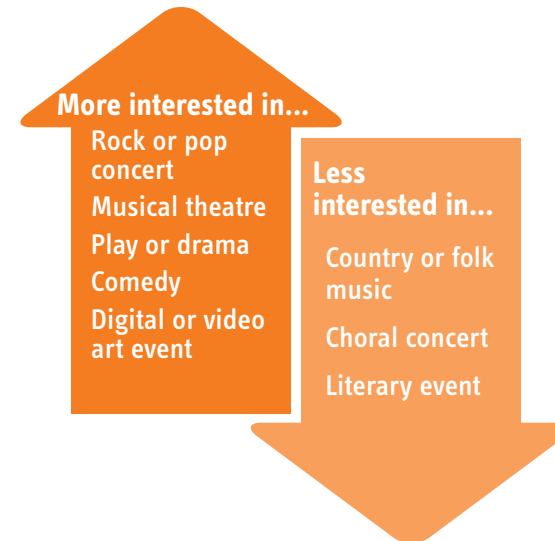 More interested in...
Rock or pop
concert
Musical theatre
Play or drama
Comedy
Digital or video
art event
Less
interested in...
Country or folk
music
Choral concert
Literary event